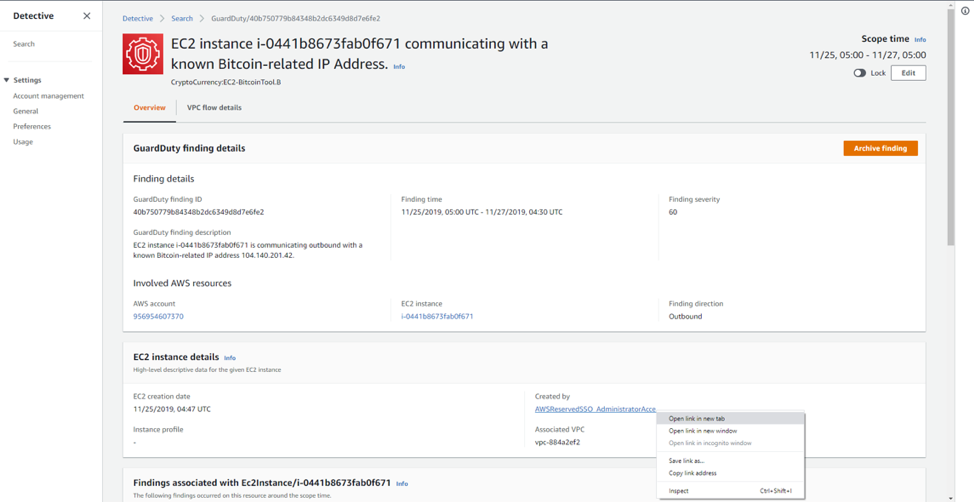 Detective
Search
Settings
Account management
General
Preferences
Usage
Detective
Search
GuardDuty/40b750779b84348b2dc6349d8d7e6fe2
EC2 instance i-0441b8673fab0f671 communicating with a
known Bitcoin-related IP Address. Info
CryptoCurrency:EC2-BitcoinTool.B
Scope time Info
11/25, 05:00 - 11/27, 05:00
Lock
Edit
Overview
VPC flow details
GuardDuty finding details
Archive finding
Finding details
GuardDuty finding ID
40b750779b84348b2dc6349d8d7e6fe2
GuardDuty finding description
EC2 instance i-0441b8673fab0f671 is communicating outbound with a
known Bitcoin-related IP address 104.140.201.42.
Finding time
11/25/2019, 05:00 UTC - 11/27/2019, 04:30 UTC
Finding severity
60
Involved AWS resources
AWS account
956954607370
EC2 instance
i-0441b8673fab0f671
Finding direction
Outbound
EC2 instance details Info
High-level descriptive data for the given EC2 instance
EC2 creation date
11/25/2019, 04:47 UTC
Instance profile
-
Created by
AWSReservedSSO_AdministratorAcce
Associated VPC
vpc-884a2ef2
Open link in new tab
Open link in new window
Open link in incognito window
Save link as...
Copy link address
Inspect Ctrl+Shift+I
Findings associated with Ec2Instance/i-0441b8673fab0f671 Info
The following findings occurred on this resource around the scope time.